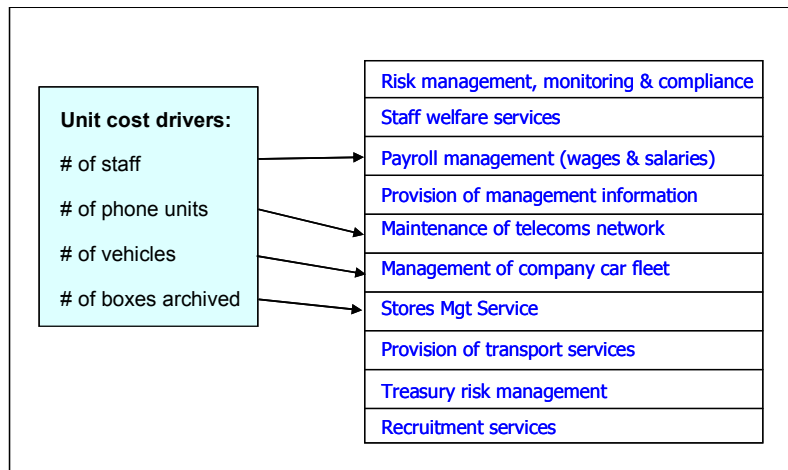 Unit cost drivers:
# of staff
# of phone units
# of vehicles
# of boxes archived
Risk management, monitoring & compliance
Staff welfare services
Payroll management (wages & salaries)
Provision of management information
Maintenance of telecoms network
Management of company car fleet
Stores Mgt Service
Provision of transport services
Treasury risk management
Recruitment services